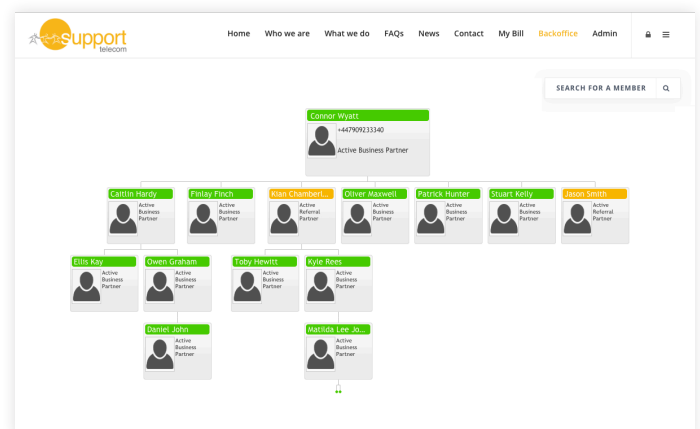 support
telecom
Home Who we are What we do FAQs News Contact My Bill Backoffice Admin
SEARCH FOR A MEMBER
Connor Wyatt
+447909233340
Active Business Partner
Caitlin Hardy
Active
Business
Partner
Finlay Finch
Active
Business
Partner
Kian Chamberl...
Active
Referral
Partner
Oliver Maxwell
Active
Business
Partner
Patrick Hunter
Active
Business
Partner
Stuart Kelly
Active
Business
Partner
Jason Smith
Active
Referral
Partner
Ellis Kay
Active
Business
Partner
Owen Graham
Active
Business
Partner
Toby Hewitt
Active
Business
Partner
Kyle Rees
Active
Business
Partner
Daniel John
Active
Business
Partner
Matilda Lee Jo...
Active
Business
Partner